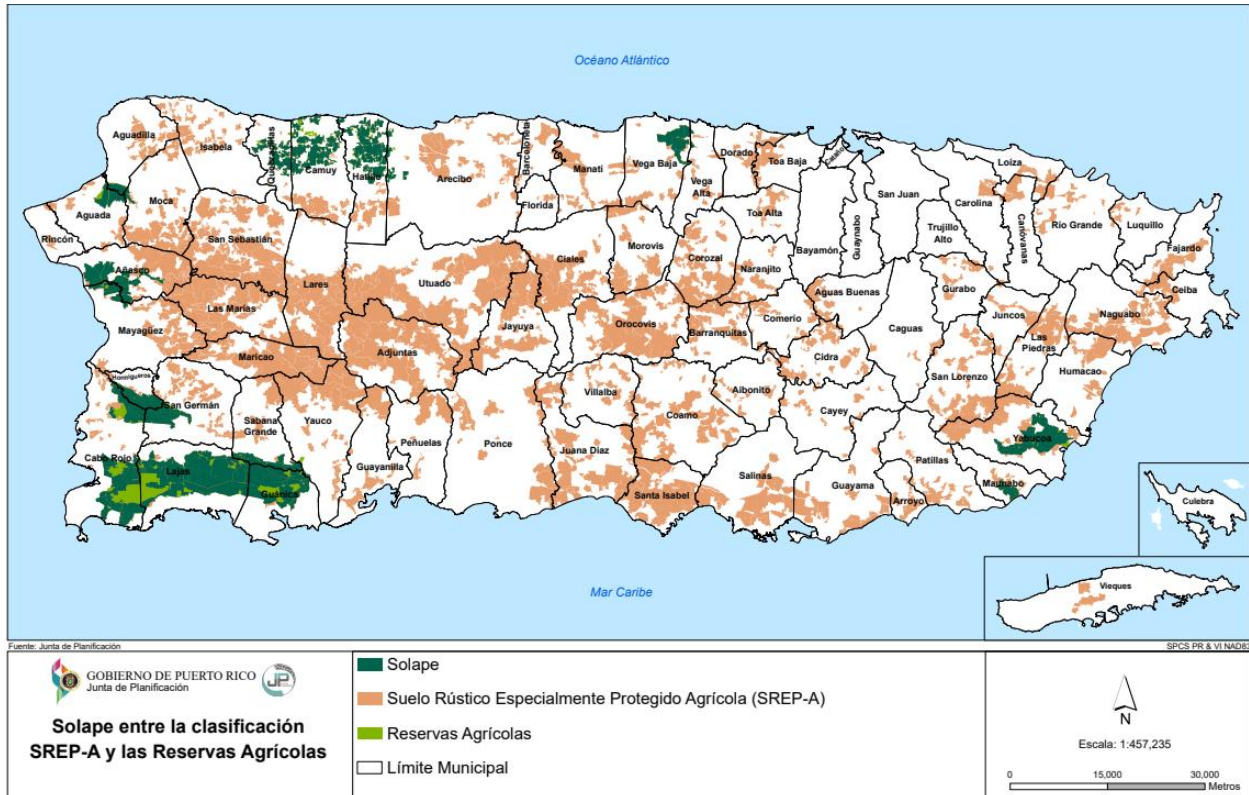 Océano Atlántico
Aguadilla
Isabela
Quebradillas
Camuy
Hatillo
Arecibo
Barceloneta
Manatí
Vega Baja
Dorado
Toa Baja
Cataño
Loíza
Aguada
Moca
San Sebastián
Florida
Vega
Alta
Toa Alta
San Juan
Carolina
Canóvanas
Río Grande
Luquillo
Fajardo
Rincón
Bayamón
Guaynabo
Trujillo
Alto
Añasco
Lares
Utuado
Ciales
Morovis
Corozal
Naranjito
Ceiba
Las Marías
Aguas Buenas
Gurabo
Juncos
Naguabo
Mayagüez
Jayuya
Orocovis
Barranquitas
Comerío
Caguas
Las
Piedras
Maricao
Adjuntas
Cidra
San Lorenzo
Humacao
Hormigueros
San Germán
Sabana
Grande
Yauco
Peñuelas
Ponce
Villalba
Coamo
Aibonito
Cayey
Yabucoa
Cabo Rojo
Lajas
Guánica
Guayanilla
Juana Díaz
Santa Isabel
Salinas
Guayama
Arroyo
Patillas
Maunabo
Culebra
Vieques
Mar Caribe
Fuente: Junta de Planificación
SPCS PR & VI NAD83
GOBIERNO DE PUERTO RICO
Junta de Planificación
JP
Solape entre la clasificación
SREP-A y las Reservas Agrícolas
Solape
Suelo Rústico Especialmente Protegido Agrícola (SREP-A)
Reservas Agrícolas
Límite Municipal
N
Escala: 1:457,235
0 15,000 30,000
Metros